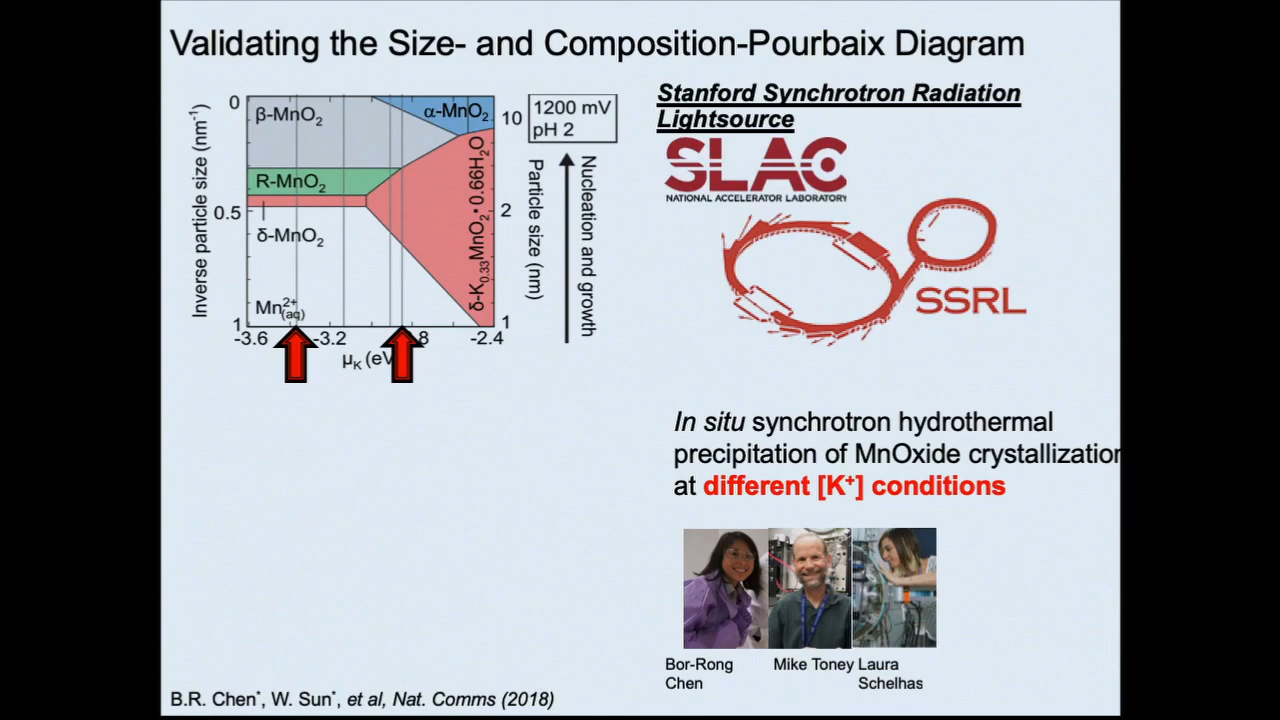 Validating the Size- and Composition-Pourbaix Diagram
Inverse particle size (nm⁻¹)
0
0.5
1
β-MnO₂
α-MnO₂
R-MnO₂
δ-MnO₂
Mn²⁺(aq)
δ-K₀.₃₃MnO₂·0.66H₂O
10
2
1
-3.6
-3.2
8
-2.4
μK (eV
Particle size (nm)
1200 mV
pH 2
Nucleation and growth
Stanford Synchrotron Radiation
Lightsource
SLAC
NATIONAL ACCELERATOR LABORATORY
SSRL
In situ synchrotron hydrothermal
precipitation of MnOxide crystallization
at different [K⁺] conditions
Bor-Rong
Chen
Mike Toney
Laura
Schelhas
B.R. Chen*, W. Sun*, et al, Nat. Comms (2018)